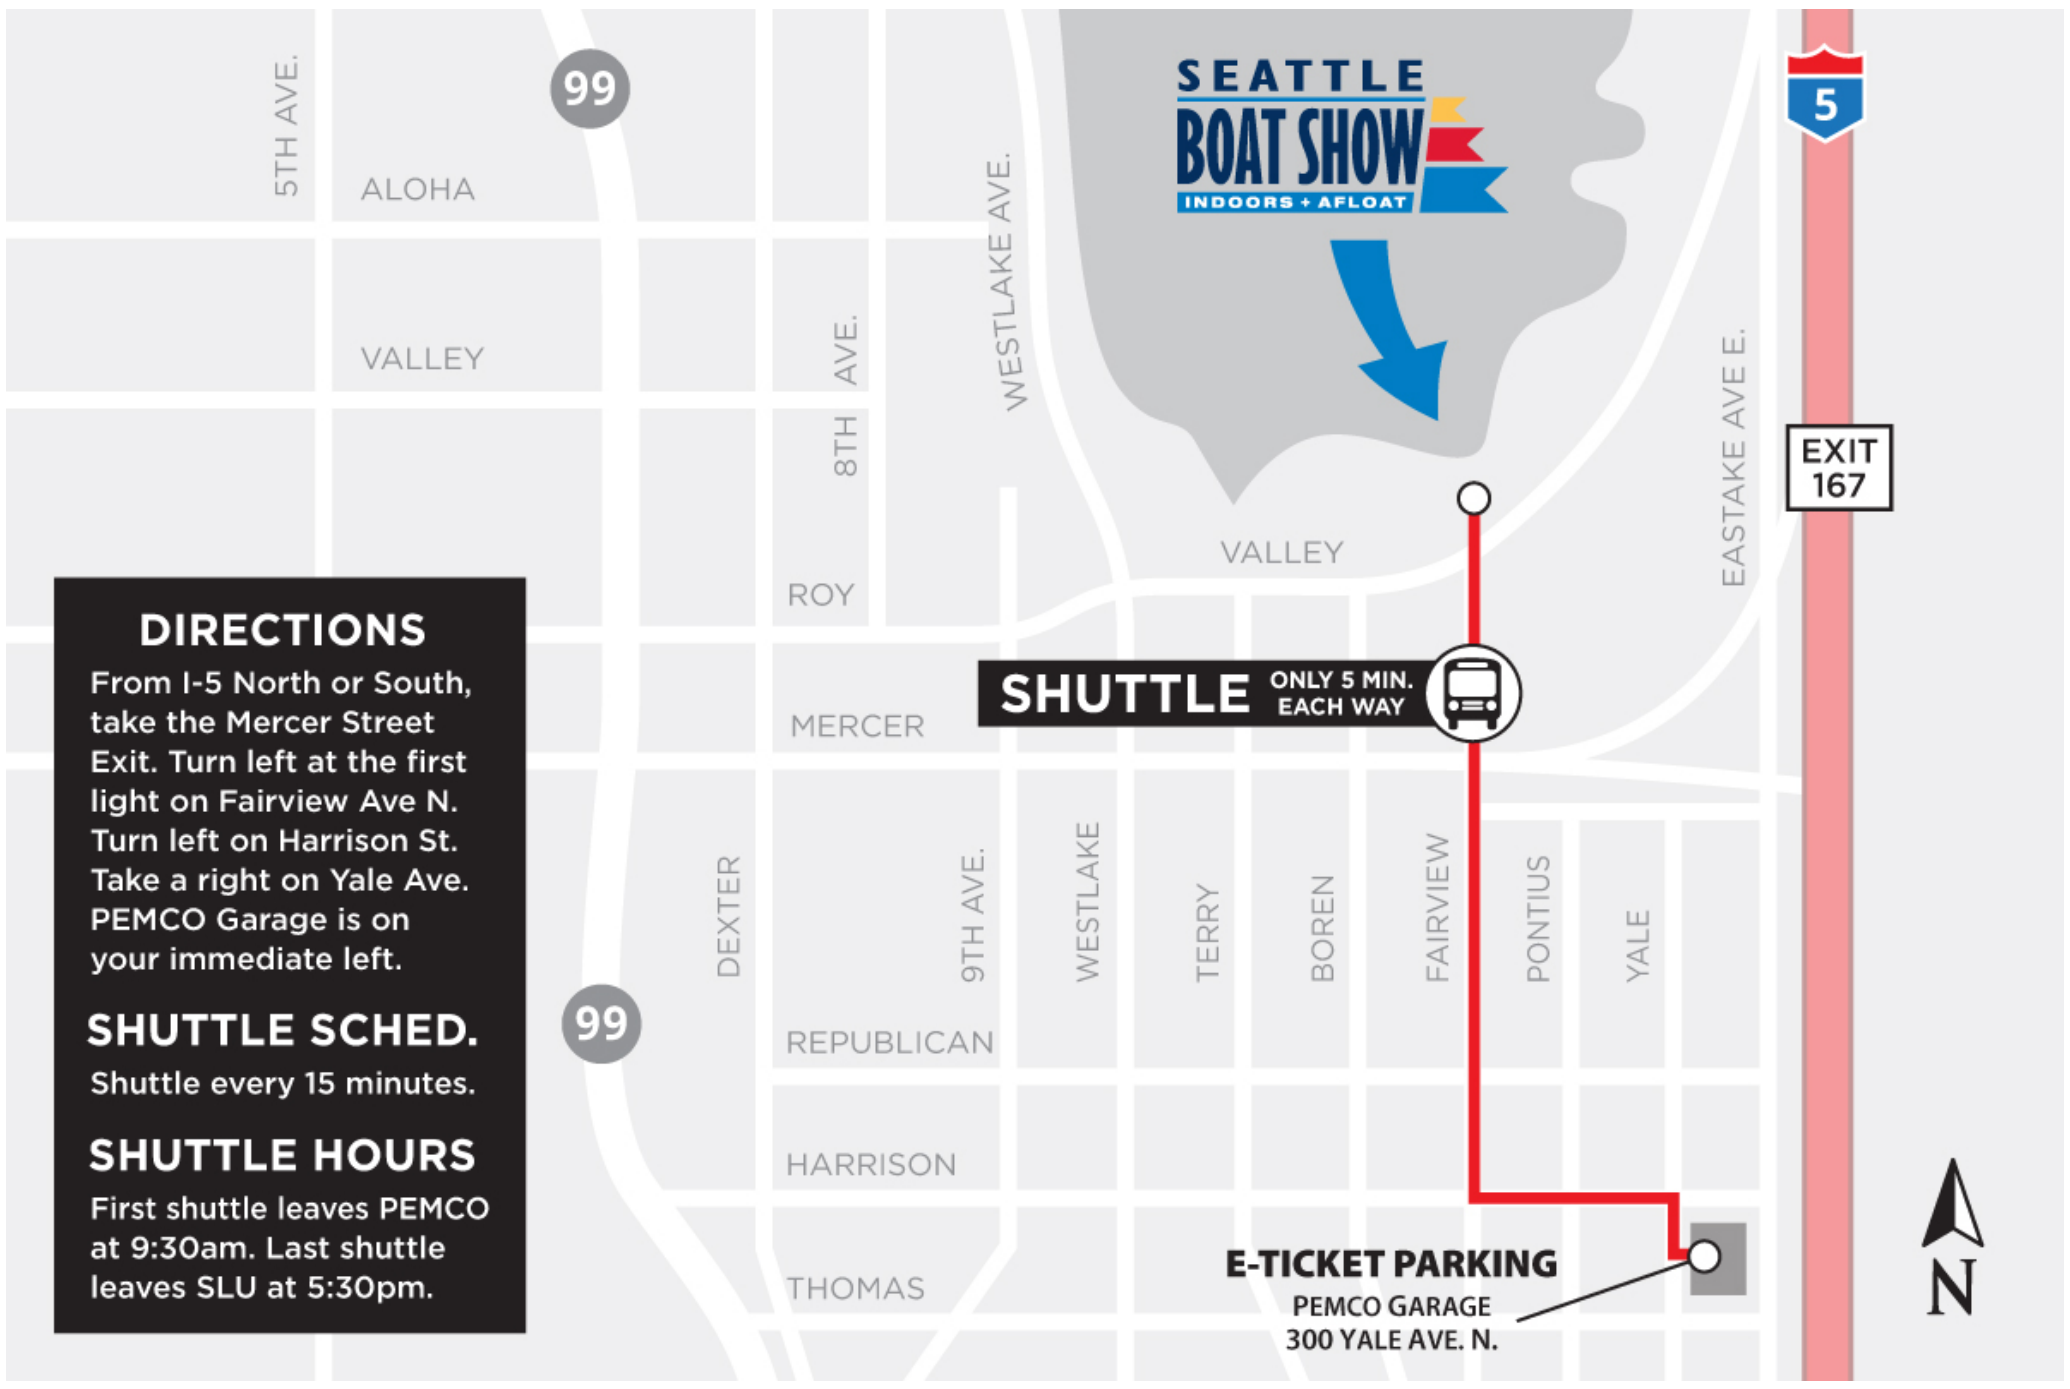 5TH AVE.
99
ALOHA
VALLEY
8TH AVE.
WESTLAKE AVE.
SEATTLE
BOAT SHOW
INDOORS + AFLOAT
5
EXIT
167
EASTAKE AVE E.
VALLEY
ROY
MERCER
SHUTTLE
ONLY 5 MIN.
EACH WAY
DIRECTIONS
From I-5 North or South,
take the Mercer Street
Exit. Turn left at the first
light on Fairview Ave N.
Turn left on Harrison St.
Take a right on Yale Ave.
PEMCO Garage is on
your immediate left.
SHUTTLE SCHED.
Shuttle every 15 minutes.
SHUTTLE HOURS
First shuttle leaves PEMCO
at 9:30am. Last shuttle
leaves SLU at 5:30pm.
99
DEXTER
9TH AVE.
WESTLAKE
TERRY
BOREN
FAIRVIEW
PONTIUS
YALE
REPUBLICAN
HARRISON
THOMAS
E-TICKET PARKING
PEMCO GARAGE
300 YALE AVE. N.
N